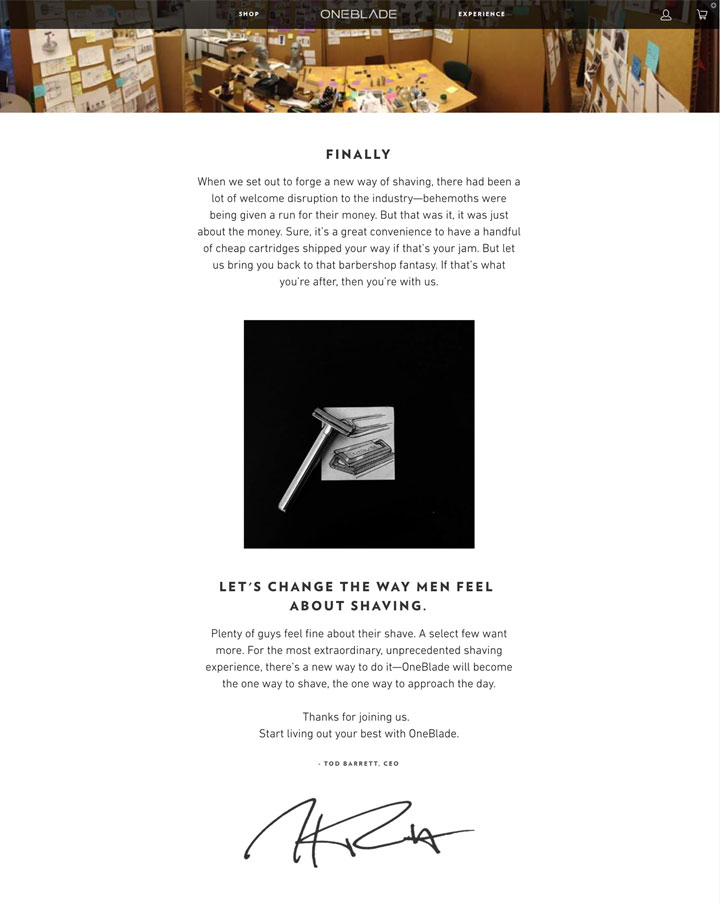 SHOP
ONEBLADE
EXPERIENCE
FINALLY
When we set out to forge a new way of shaving, there had been a
lot of welcome disruption to the industry—behemoths were
being given a run for their money. But that was it, it was just
about the money. Sure, it's a great convenience to have a handful
of cheap cartridges shipped your way if that's your jam. But let
us bring you back to that barbershop fantasy. If that's what
you're after, then you're with us.
LET'S CHANGE THE WAY MEN FEEL
ABOUT SHAVING.
Plenty of guys feel fine about their shave. A select few want
more. For the most extraordinary, unprecedented shaving
experience, there's a new way to do it—OneBlade will become
the one way to shave, the one way to approach the day.
Thanks for joining us.
Start living out your best with OneBlade.
- TOD BARRETT, CEO